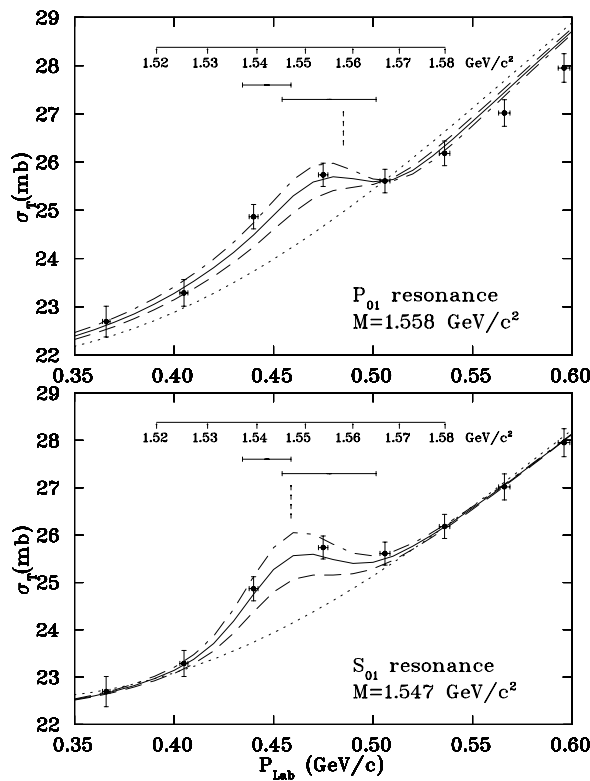 29
28
27
26
25
24
23
22
σT(mb)
1.52 1.53 1.54 1.55 1.56 1.57 1.58 GeV/c²
P₀₁ resonance
M=1.558 GeV/c²
0.35 0.40 0.45 0.50 0.55 0.60
29
28
27
26
25
24
23
22
σT(mb)
1.52 1.53 1.54 1.55 1.56 1.57 1.58 GeV/c²
S₀₁ resonance
M=1.547 GeV/c²
0.35 0.40 0.45 0.50 0.55 0.60
P_Lab (GeV/c)